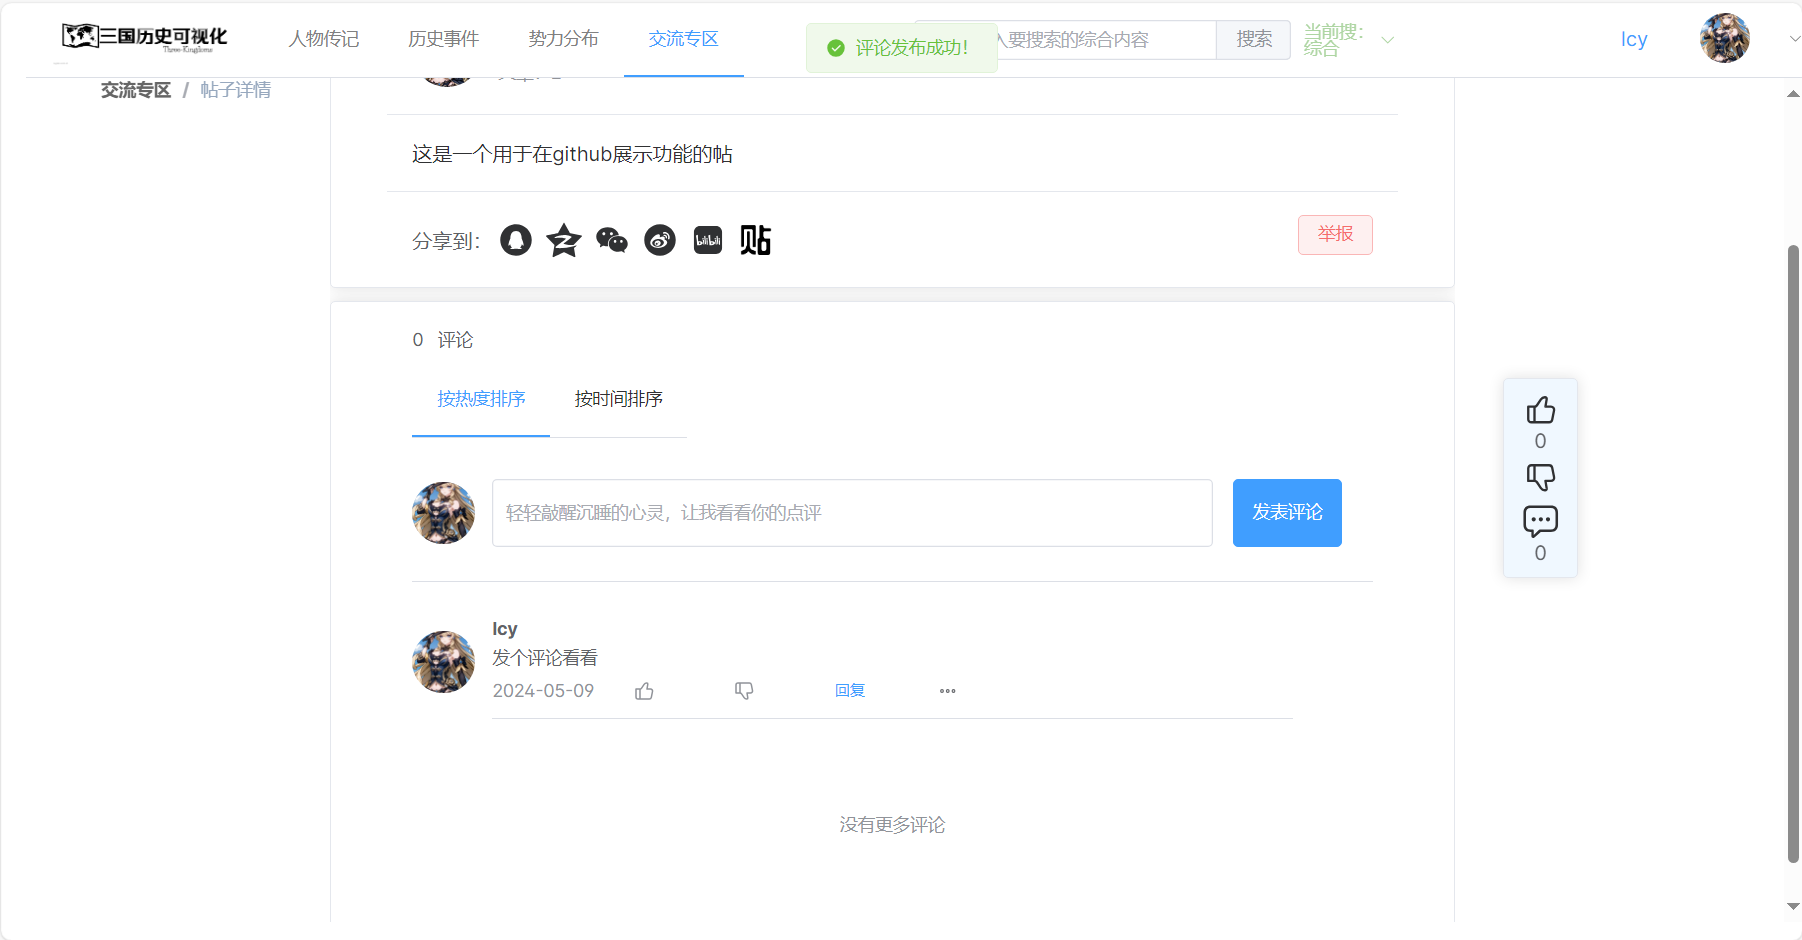 三国历史可视化
Three-Kingdoms
人物传记
历史事件
势力分布
交流专区
评论发布成功！
要搜索的综合内容
搜索
当前搜：
综合
Icy
交流专区 / 帖子详情
这是一个用于在github展示功能的帖
分享到：
bilibili
贴
举报
0 评论
按热度排序
按时间排序
轻轻敲醒沉睡的心灵，让我看看你的点评
发表评论
0
0
Icy
发个评论看看
2024-05-09
回复
没有更多评论